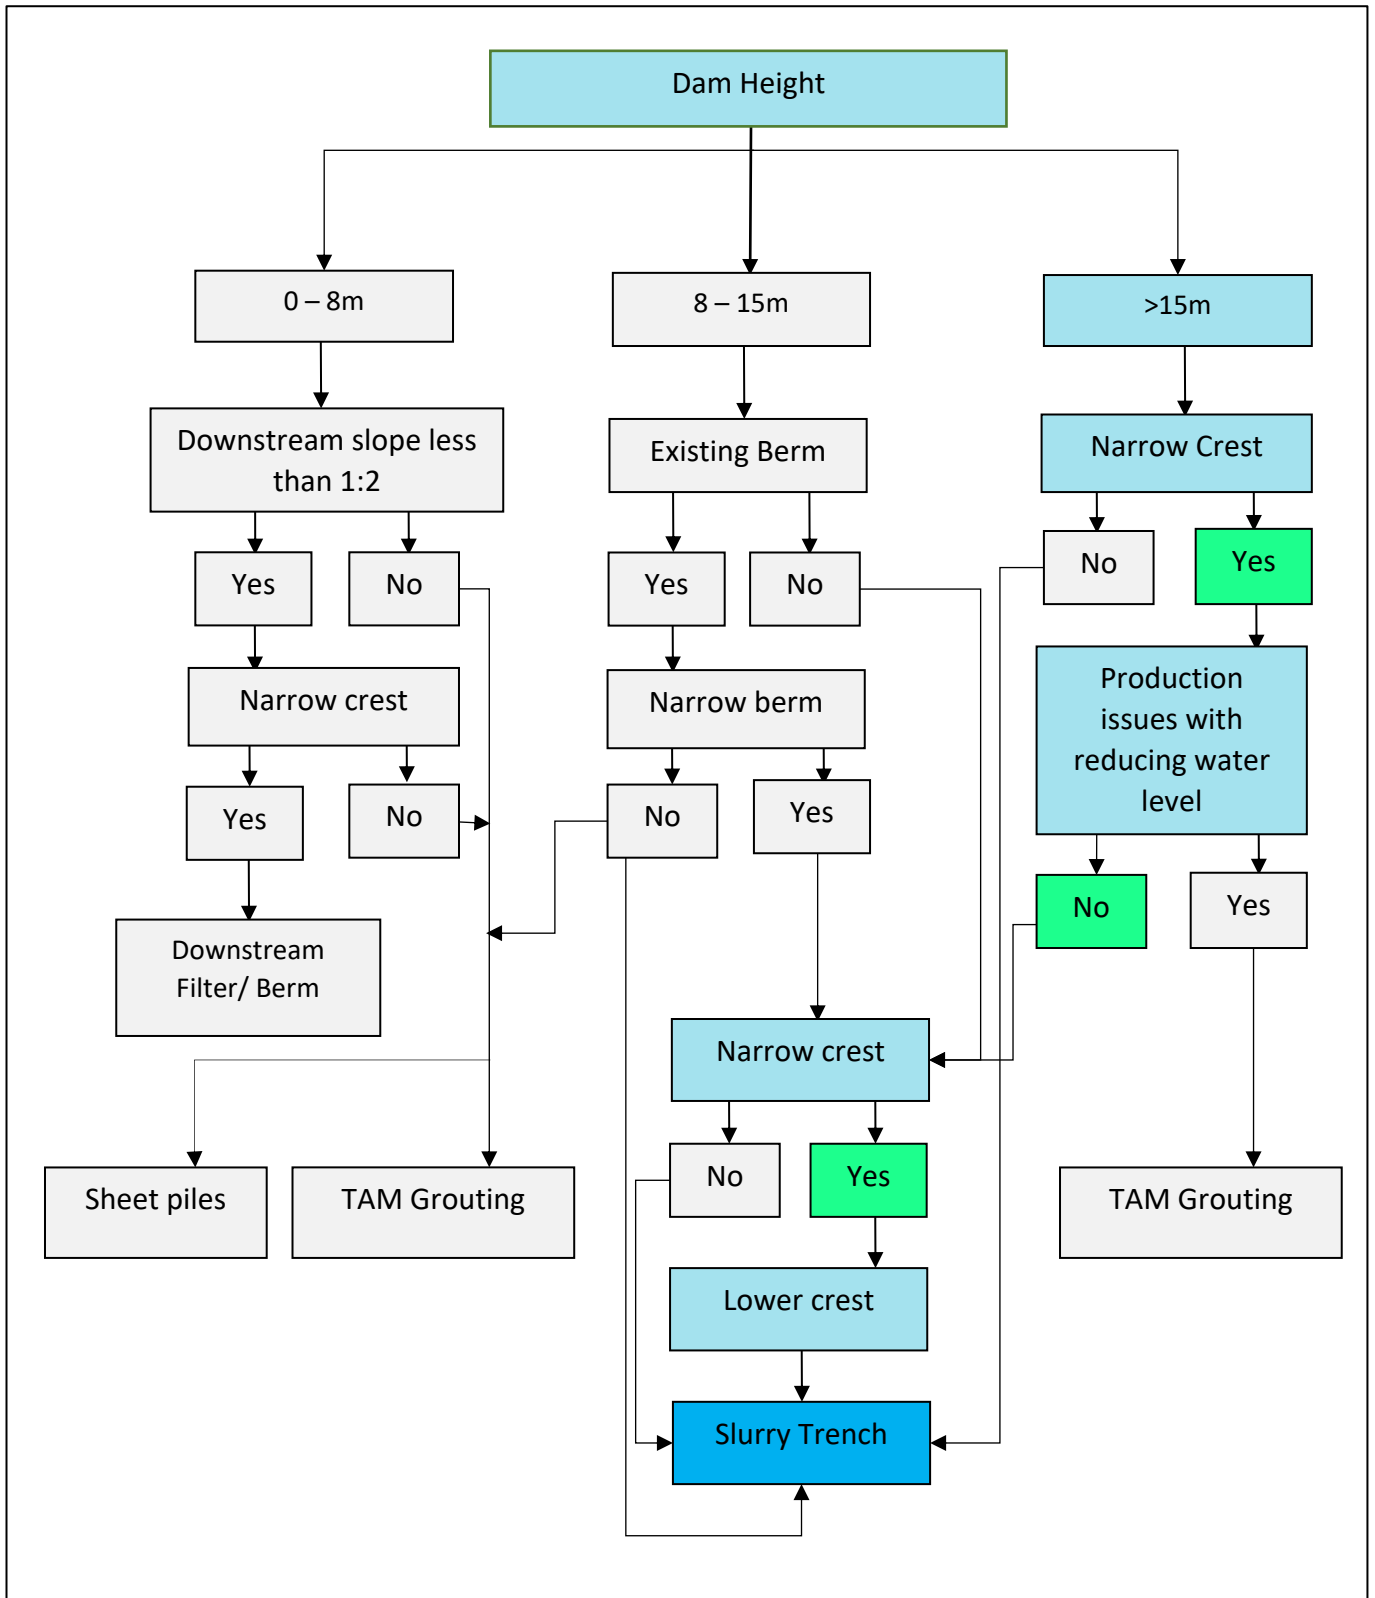 Dam Height
0 – 8m
8 – 15m
>15m
Downstream slope less
than 1:2
Existing Berm
Narrow Crest
Yes
No
Yes
No
No
Yes
Narrow crest
Narrow berm
Production
issues with
reducing water
level
Yes
No
No
Yes
No
Yes
Downstream
Filter/ Berm
Narrow crest
No
Yes
Sheet piles
TAM Grouting
TAM Grouting
Lower crest
Slurry Trench